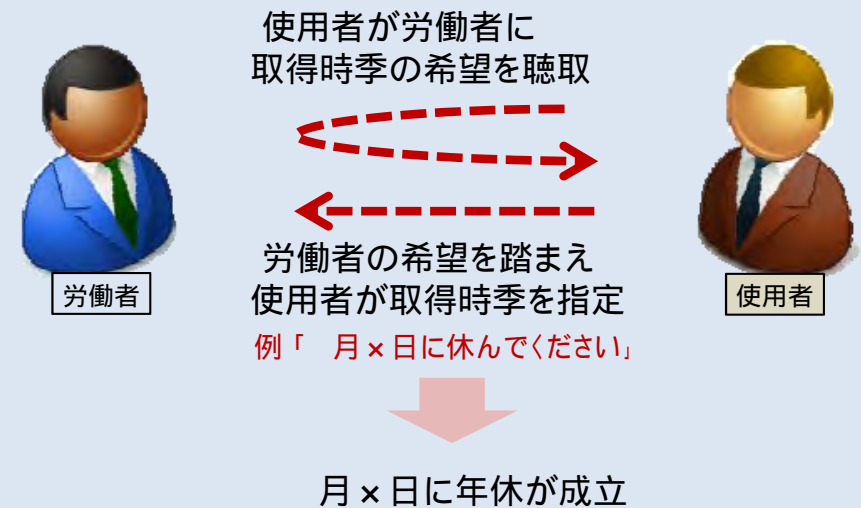 使用者が労働者に
取得時季の希望を聴取
労働者の希望を踏まえ
使用者が取得時季を指定
例「　月×日に休んでください」
労働者
使用者
月×日に年休が成立